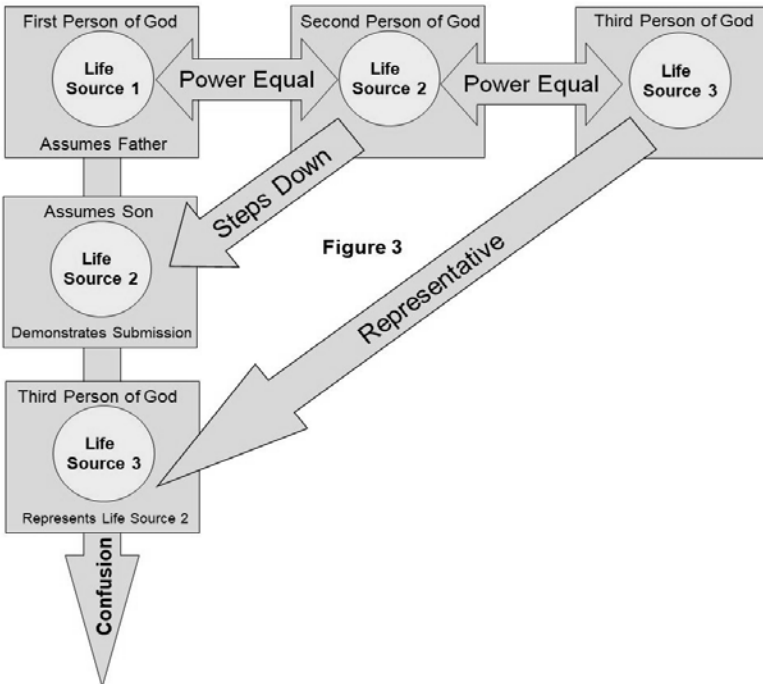 First Person of God
Second Person of God
Third Person of God
Life
Source 1
Power Equal
Life
Source 2
Power Equal
Life
Source 3
Assumes Father
Steps Down
Assumes Son
Life
Source 2
Figure 3
Representative
Demonstrates Submission
Third Person of God
Life
Source 3
Represents Life Source 2
Confusion